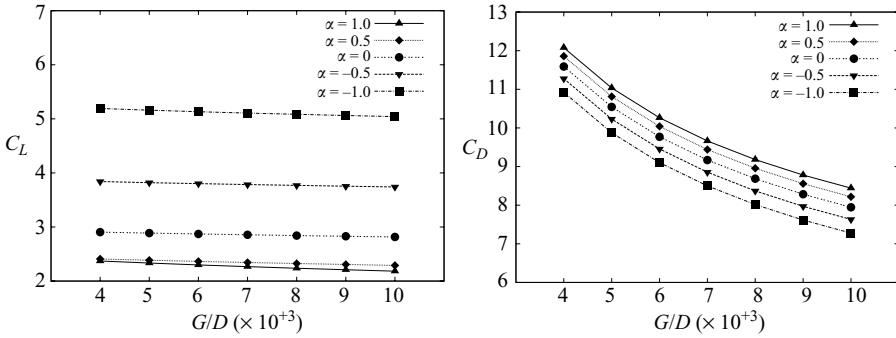 7
6
5
4
3
2
C_L
α = 1.0
α = 0.5
α = 0
α = –0.5
α = –1.0
4 5 6 7 8 9 10
G/D (× 10⁺³)
13
12
11
10
9
8
7
6
C_D
α = 1.0
α = 0.5
α = 0
α = –0.5
α = –1.0
4 5 6 7 8 9 10
G/D (× 10⁺³)